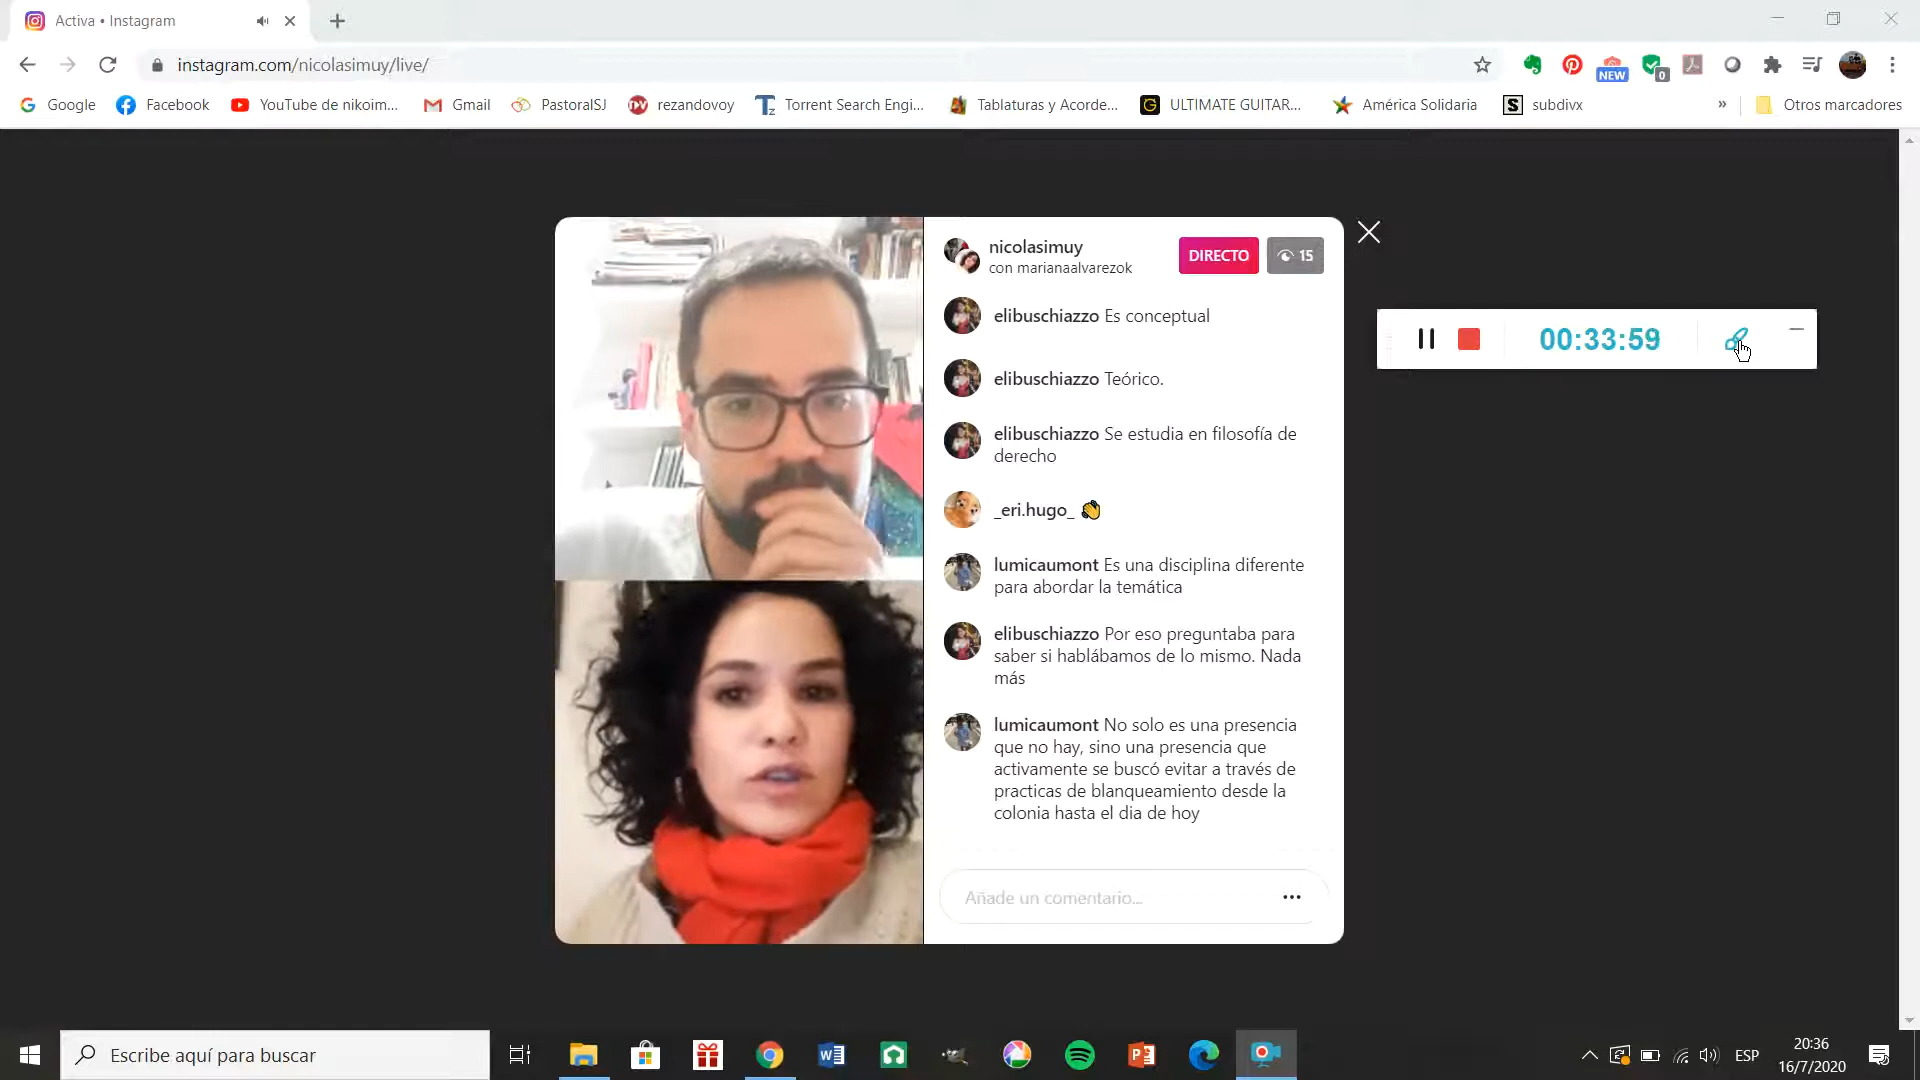 Activa • Instagram
instagram.com/nicolasimuy/live/
NEW
0
Google
Facebook
YouTube de nikoim...
Gmail
PastoralSJ
DV
rezandovoy
Tz
Torrent Search Engi...
Tablaturas y Acorde...
G
ULTIMATE GUITAR...
América Solidaria
S
subdivx
»
Otros marcadores
nicolasimuy
con marianaalvarezok
DIRECTO
15
elibuschiazzo Es conceptual
elibuschiazzo Teórico.
elibuschiazzo Se estudia en filosofía de
derecho
_eri.hugo_ 👏
lumicaumont Es una disciplina diferente
para abordar la temática
elibuschiazzo Por eso preguntaba para
saber si hablábamos de lo mismo. Nada
más
lumicaumont No solo es una presencia
que no hay, sino una presencia que
activamente se buscó evitar a través de
practicas de blanqueamiento desde la
colonia hasta el dia de hoy
Añade un comentario...
00:33:59
Escribe aquí para buscar
ESP
20:36
16/7/2020